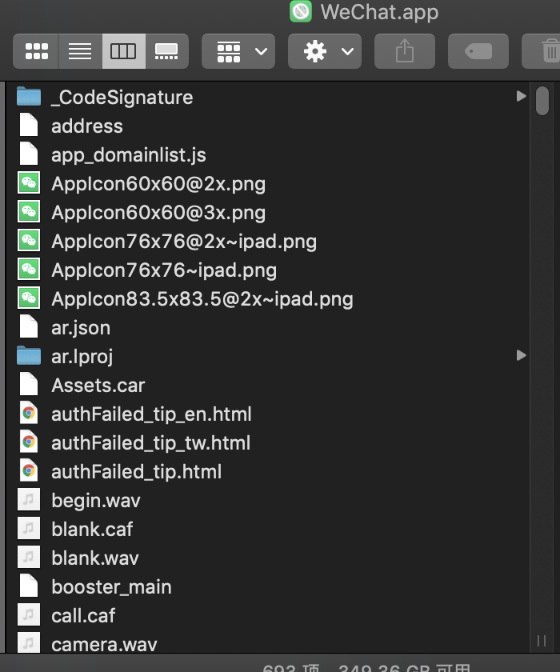 WeChat.app
_CodeSignature
address
app_domainlist.js
AppIcon60x60@2x.png
AppIcon60x60@3x.png
AppIcon76x76@2x~ipad.png
AppIcon76x76~ipad.png
AppIcon83.5x83.5@2x~ipad.png
ar.json
ar.lproj
Assets.car
authFailed_tip_en.html
authFailed_tip_tw.html
authFailed_tip.html
begin.wav
blank.caf
blank.wav
booster_main
call.caf
camera.wav
693 项，349.36 GB 可用